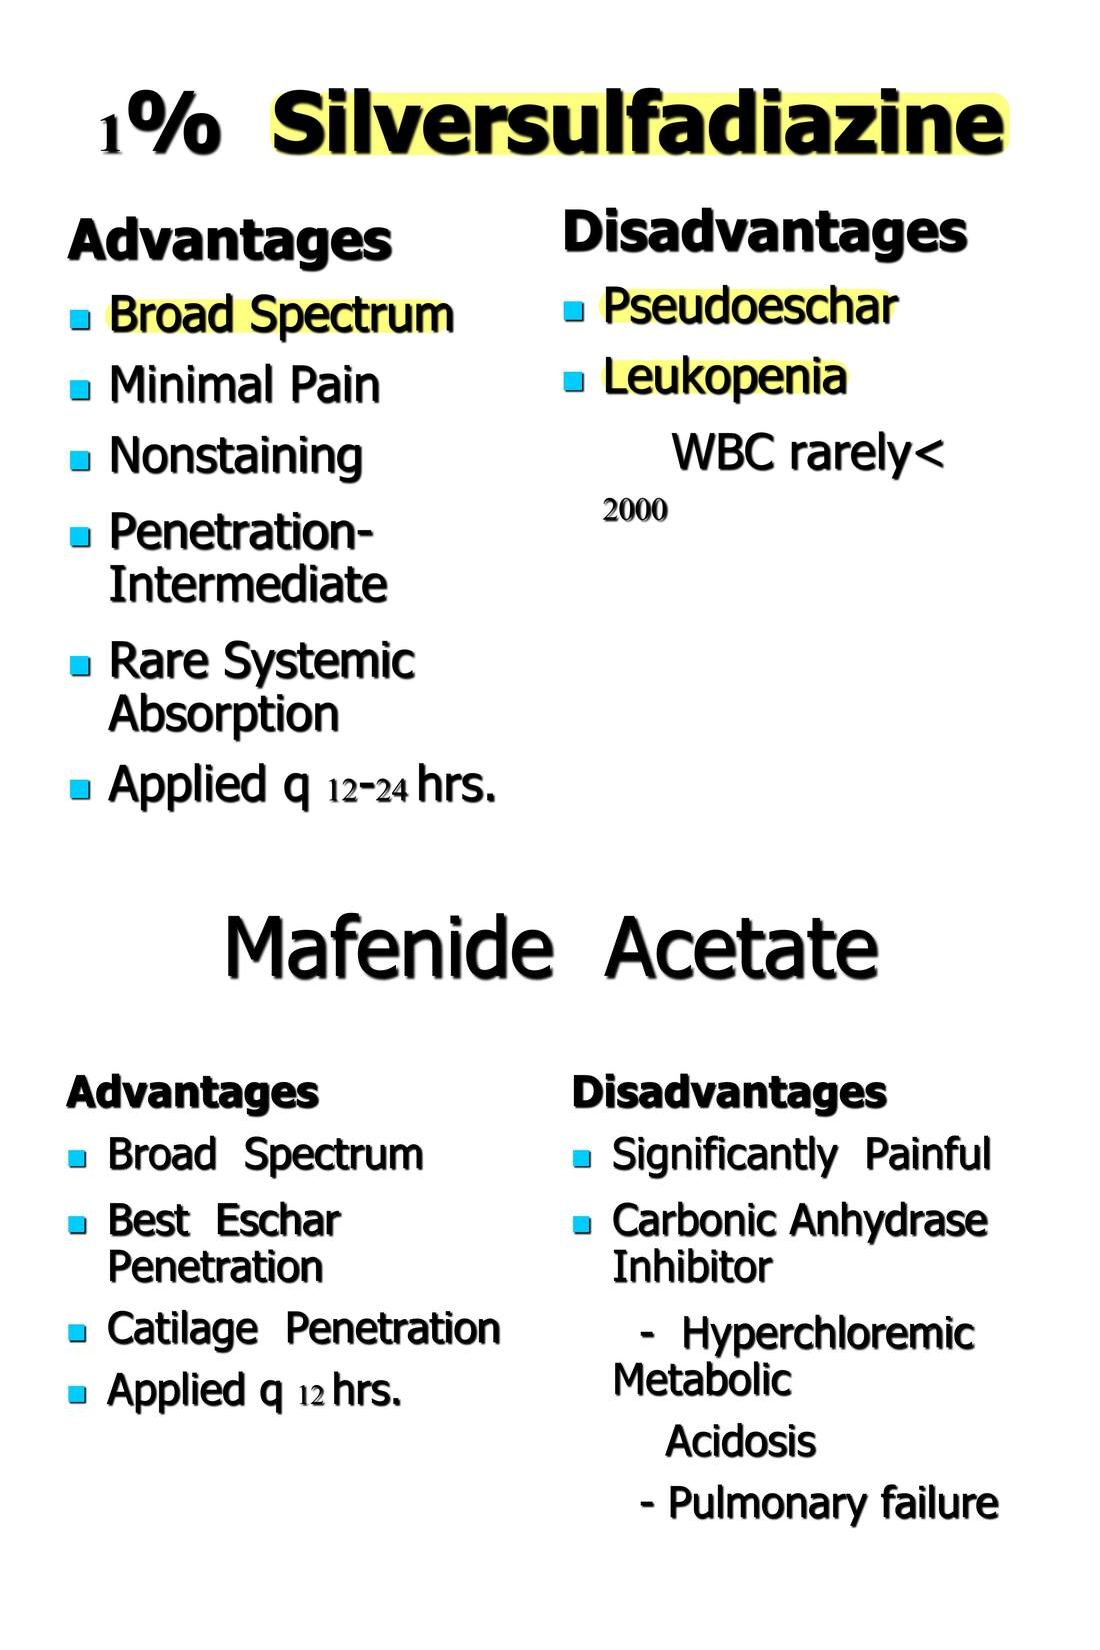 1% Silversulfadiazine
Advantages
Broad Spectrum
Minimal Pain
Nonstaining
Penetration-
Intermediate
Rare Systemic
Absorption
Applied q 12-24 hrs.
Disadvantages
Pseudoeschar
Leukopenia
WBC rarely<
2000
Mafenide Acetate
Advantages
Broad Spectrum
Best Eschar
Penetration
Catilage Penetration
Applied q 12 hrs.
Disadvantages
Significantly Painful
Carbonic Anhydrase
Inhibitor
- Hyperchloremic
Metabolic
Acidosis
- Pulmonary failure